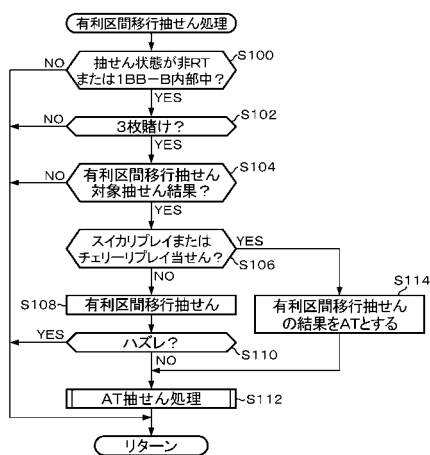 有利区間移行抽せん処理
抽せん状態が非RT
または1BB-B内部中?
S100
NO
YES
3枚賭け?
S102
NO
YES
有利区間移行抽せん
対象抽せん結果?
S104
NO
YES
スイカリプレイまたは
チェリーリプレイ当せん?
S106
YES
NO
S108
有利区間移行抽せん
S114
有利区間移行抽せん
の結果をATとする
YES
ハズレ?
S110
NO
AT抽せん処理
S112
リターン